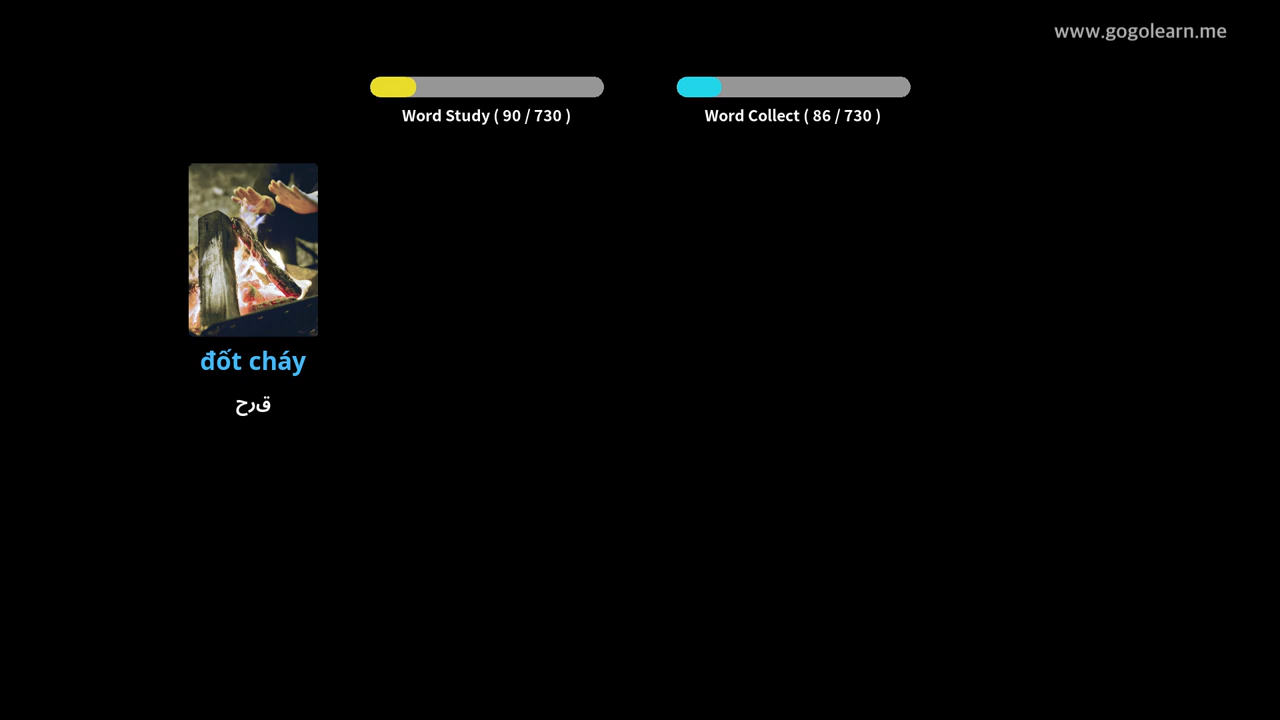 www.gogolearn.me
Word Study ( 90 / 730 )
Word Collect ( 86 / 730 )
đốt cháy
قرح